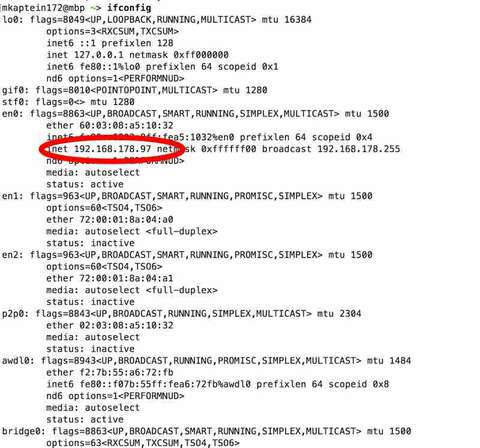 mkaptein172@mbp ~> ifconfig
lo0: flags=8049<UP,LOOPBACK,RUNNING,MULTICAST> mtu 16384
options=3<RXCSUM,TXCSUM>
inet6 ::1 prefixlen 128
inet 127.0.0.1 netmask 0xff000000
inet6 fe80::1%lo0 prefixlen 64 scopeid 0x1
nd6 options=1<PERFORMNUD>
gif0: flags=8010<POINTOPOINT,MULTICAST> mtu 1280
stf0: flags=0<> mtu 1280
en0: flags=8863<UP,BROADCAST,SMART,RUNNING,SIMPLEX,MULTICAST> mtu 1500
ether 60:03:08:a5:10:32
inet6 prefixlen 64 scopeid 0x4
inet 192.168.178.97 netmask 0xffffff00 broadcast 192.168.178.255
nd6 options=1<PERFORMNUD>
media: autoselect
status: active
en1: flags=963<UP,BROADCAST,SMART,RUNNING,PROMISC,SIMPLEX> mtu 1500
options=60<TSO4,TSO6>
ether 72:00:01:8a:04:a0
media: autoselect <full-duplex>
status: inactive
en2: flags=963<UP,BROADCAST,SMART,RUNNING,PROMISC,SIMPLEX> mtu 1500
options=60<TSO4,TSO6>
ether 72:00:01:8a:04:a1
media: autoselect <full-duplex>
status: inactive
p2p0: flags=8843<UP,BROADCAST,RUNNING,SIMPLEX,MULTICAST> mtu 2304
ether 02:03:08:a5:10:32
media: autoselect
status: inactive
awdl0: flags=8943<UP,BROADCAST,RUNNING,PROMISC,SIMPLEX,MULTICAST> mtu 1484
ether f2:7b:55:a6:72:fb
inet6 fe80::f07b:55ff:fea6:72fb%awdl0 prefixlen 64 scopeid 0x8
nd6 options=1<PERFORMNUD>
media: autoselect
status: active
bridge0: flags=8863<UP,BROADCAST,SMART,RUNNING,SIMPLEX,MULTICAST> mtu 1500
options=63<RXCSUM,TXCSUM,TSO4,TSO6>